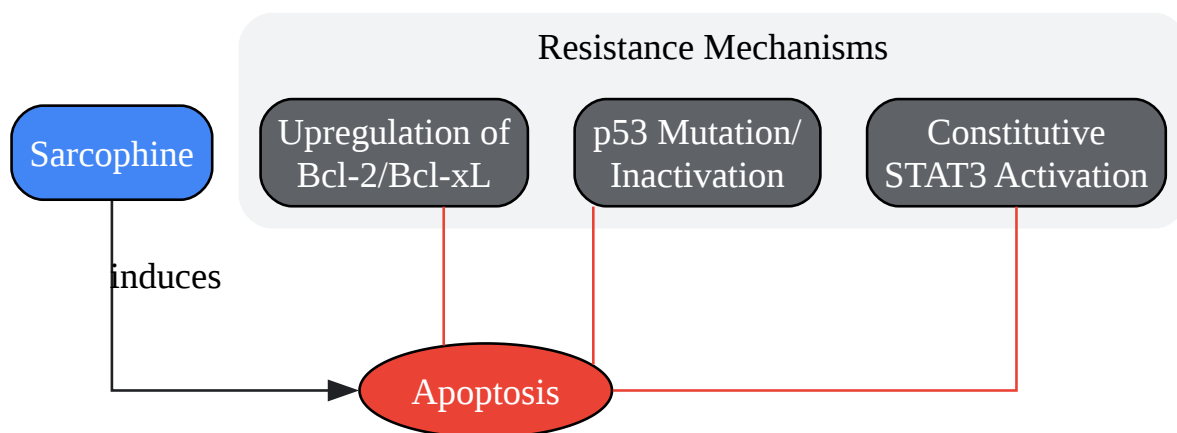 Resistance Mechanisms
Sarcophine
Upregulation of
Bcl-2/Bcl-xL
p53 Mutation/
Inactivation
Constitutive
STAT3 Activation
induces
Apoptosis